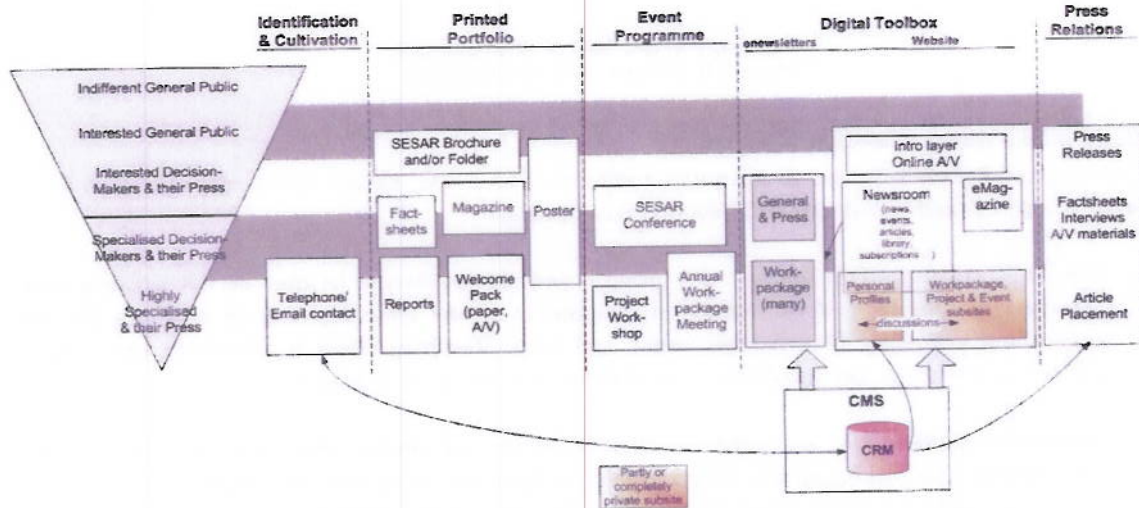 Identification
& Cultivation
Printed
Portfolio
Event
Programme
Digital Toolbox
enewsletters
Website
Press
Relations
Indifferent General Public
Interested General Public
Interested Decision-
Makers & their Press
Specialised Decision-
Makers & their Press
Highly
Specialised
& their Press
Telephone/
Email contact
SESAR Brochure
and/or Folder
Fact-
sheets
Magazine
Poster
Reports
Welcome
Pack
(paper,
A/V)
SESAR
Conference
Project
Work-
shop
Annual
Work-
package
Meeting
General
& Press
Work-
package
(many)
Intro layer
Online A/V
Newsroom
(news,
events,
articles,
library,
subscriptions ...)
eMag-
azine
Personal
Profiles
Workpackage,
Project & Event
subsites
discussions
Press
Releases
Factsheets
Interviews
A/V materials
Article
Placement
CMS
CRM
Partly or
completely
private subsite